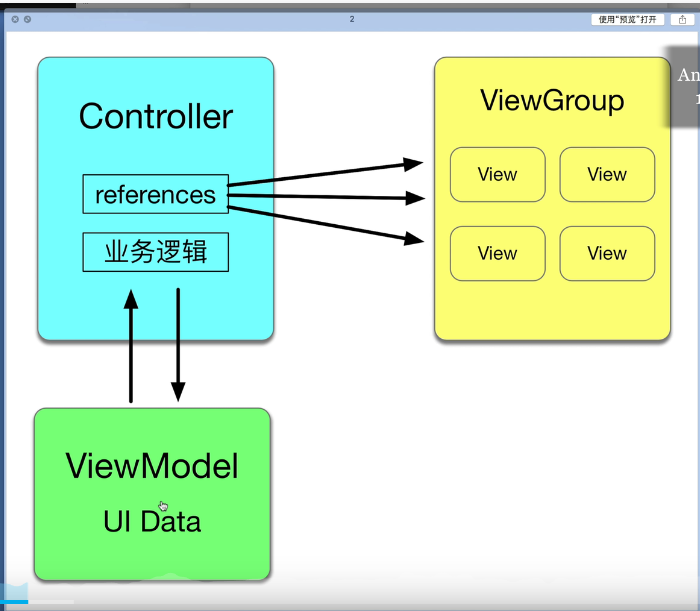 2
使用“预览”打开
Controller
references
业务逻辑
ViewGroup
View
View
View
View
ViewModel
UI Data
An